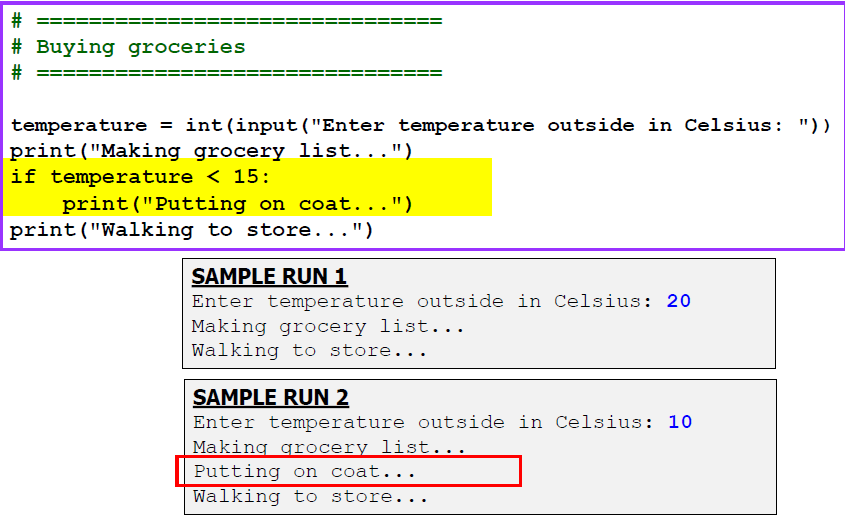 # ===============================
# Buying groceries
# ===============================
temperature = int(input("Enter temperature outside in Celsius: "))
print("Making grocery list...")
if temperature < 15:
    print("Putting on coat...")
print("Walking to store...")
SAMPLE RUN 1
Enter temperature outside in Celsius: 20
Making grocery list...
Walking to store...
SAMPLE RUN 2
Enter temperature outside in Celsius: 10
Making grocery list...
Putting on coat...
Walking to store...